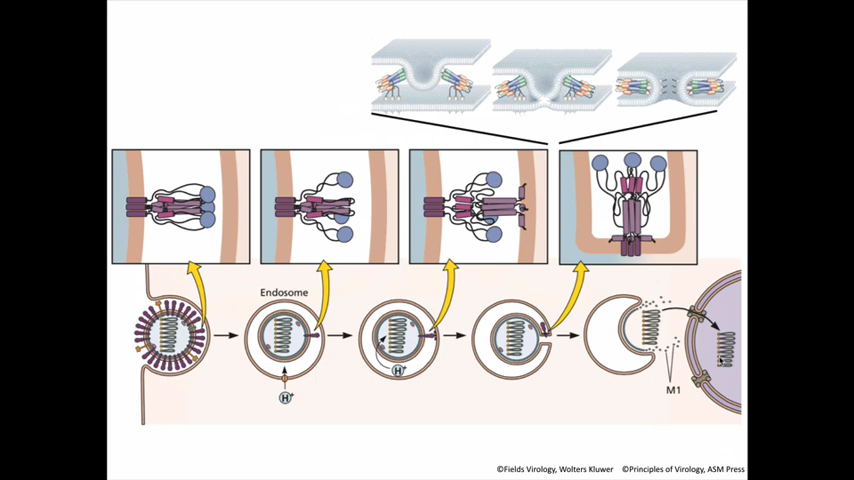 Endosome
H+
H+
M1
©Fields Virology, Wolters Kluwer ©Principles of Virology, ASM Press